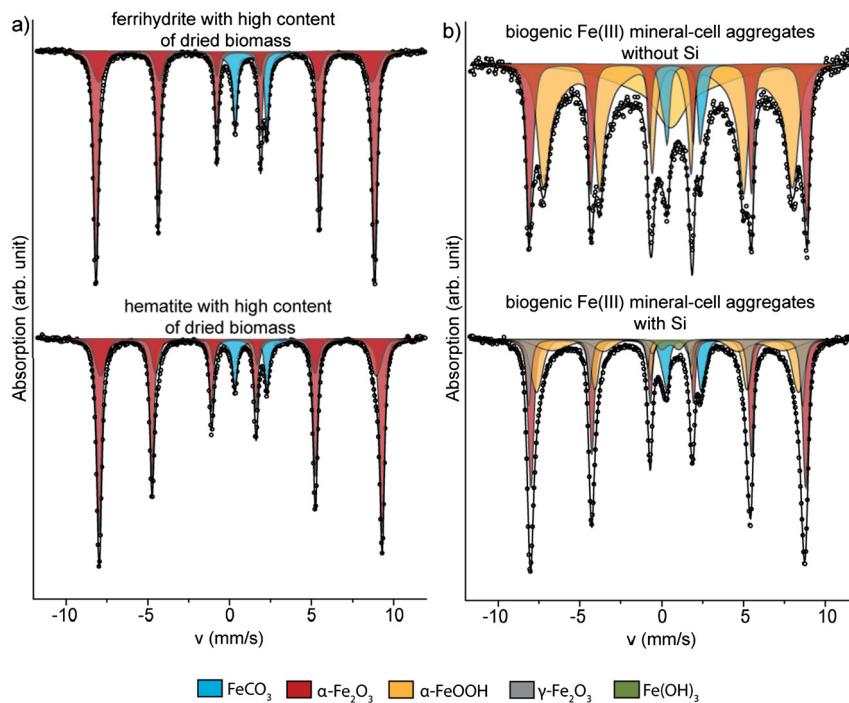 a)
ferrihydrite with high content
of dried biomass
hematite with high content
of dried biomass
Absorption (arb. unit)
-10
-5
0
5
10
v (mm/s)
b)
biogenic Fe(III) mineral-cell aggregates
without Si
biogenic Fe(III) mineral-cell aggregates
with Si
Absorption (arb. unit)
-10
-5
0
5
10
v (mm/s)
FeCO₃
α-Fe₂O₃
α-FeOOH
γ-Fe₂O₃
Fe(OH)₃